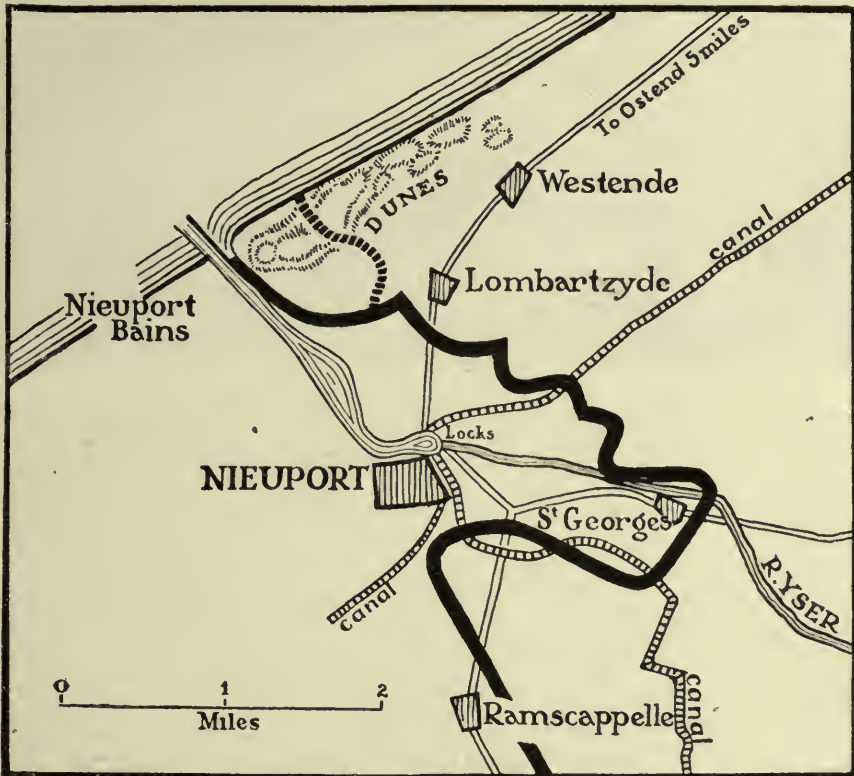 To Ostend 5 miles
Westende
DUNES
canal
Lombartzyde
Nieuport
Bains
Locks
NIEUPORT
St Georges
canal
R.YSER
0 1 2
Miles
Ramscappelle
canal